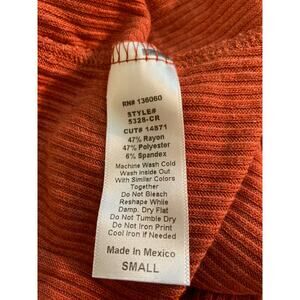 RN# 136060
STYLE#
5328-CR
CUT# 14871
47% Rayon
47% Polyester
6% Spandex
Machine Wash Cold
Wash Inside Out
With Similar Colors
Together
Do Not Bleach
Reshape While
Damp. Dry Flat
Do Not Tumble Dry
Do Not Iron Print
Cool Iron if Needed
Made in Mexico
SMALL